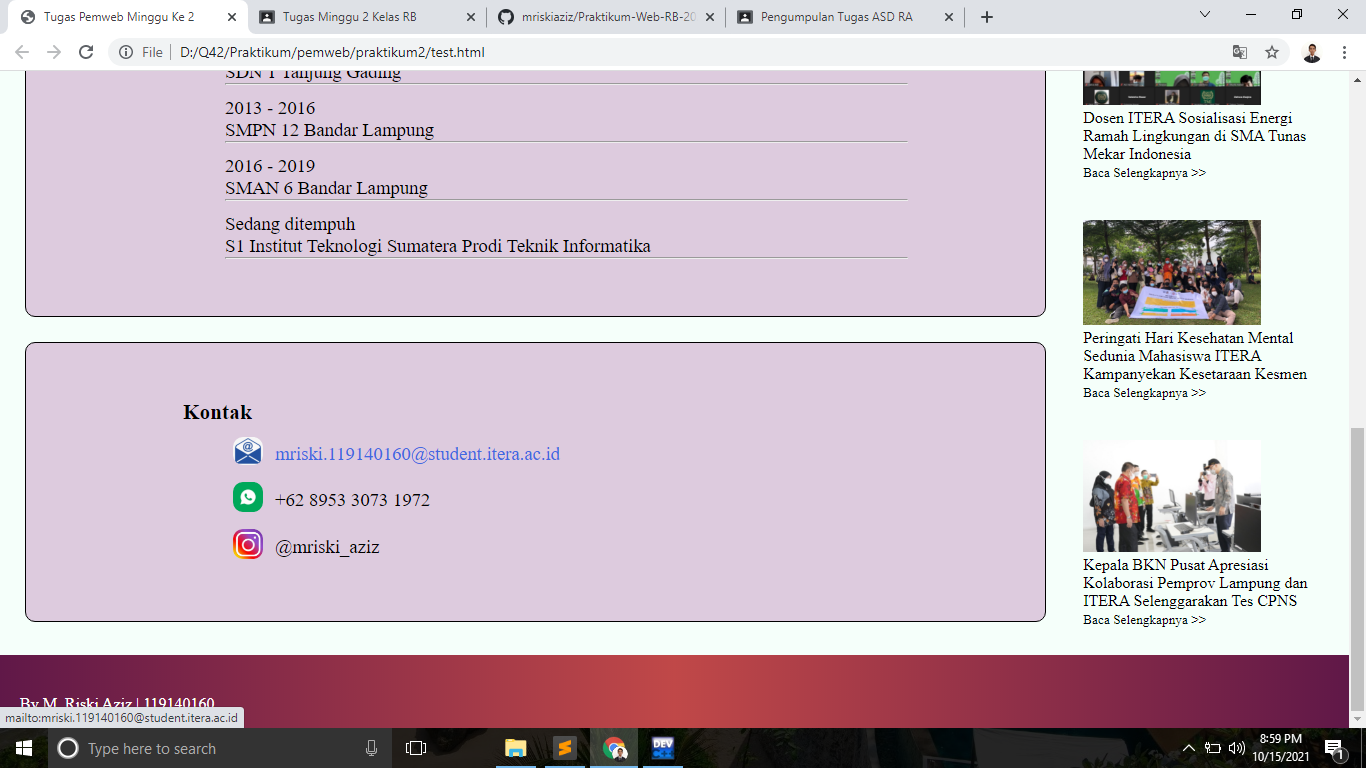 Tugas Pemweb Minggu Ke 2
Tugas Minggu 2 Kelas RB
mriskiaziz/Praktikum-Web-RB-20
Pengumpulan Tugas ASD RA
File
D:/Q42/Praktikum/pemweb/praktikum2/test.html
SDN 1 Tanjung Gading
2013 - 2016
SMPN 12 Bandar Lampung
2016 - 2019
SMAN 6 Bandar Lampung
Sedang ditempuh
S1 Institut Teknologi Sumatera Prodi Teknik Informatika
Kontak
mriski.119140160@student.itera.ac.id
+62 8953 3073 1972
@mriski_aziz
Dosen ITERA Sosialisasi Energi
Ramah Lingkungan di SMA Tunas
Mekar Indonesia
Baca Selengkapnya >>
Peringati Hari Kesehatan Mental
Sedunia Mahasiswa ITERA
Kampanyekan Kesetaraan Kesmen
Baca Selengkapnya >>
Kepala BKN Pusat Apresiasi
Kolaborasi Pemprov Lampung dan
ITERA Selenggarakan Tes CPNS
Baca Selengkapnya >>
By M. Riski Aziz | 119140160
mailto:mriski.119140160@student.itera.ac.id
Type here to search
DEV
8:59 PM
10/15/2021
1